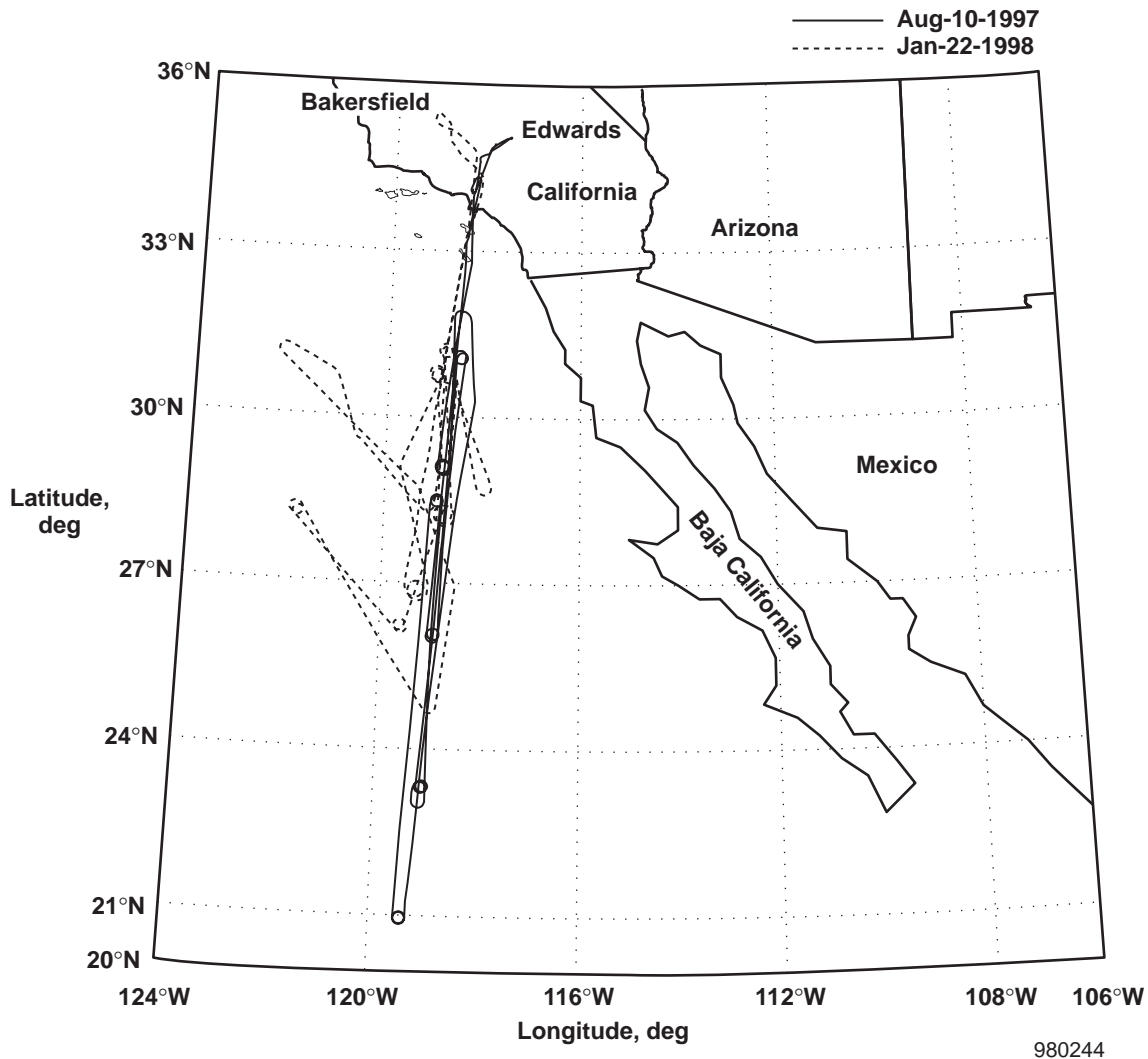 Aug-10-1997
Jan-22-1998
36°N
Bakersfield
Edwards
California
Arizona
33°N
30°N
Mexico
Latitude,
deg
Baja California
27°N
24°N
21°N
20°N
124°W 120°W 116°W 112°W 108°W 106°W
Longitude, deg
980244